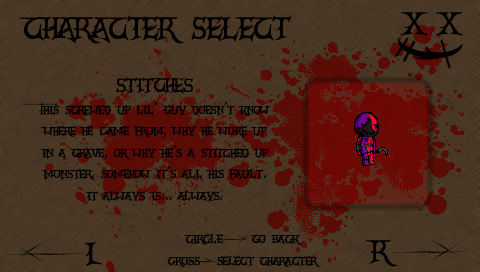 CHARACTER SELECT
X X
STITCHES
THIS SCREWED UP LIL' GUY DOESN'T KNOW
WHERE HE CAME FROM, WHY HE WOKE UP
IN A GRAVE, OR WHY HE'S A STITCHED UP
MONSTER. SOMEHOW IT'S ALL HIS FAULT.
IT ALWAYS IS... ALWAYS.
CIRCLE → GO BACK
L R
CROSS → SELECT CHARACTER